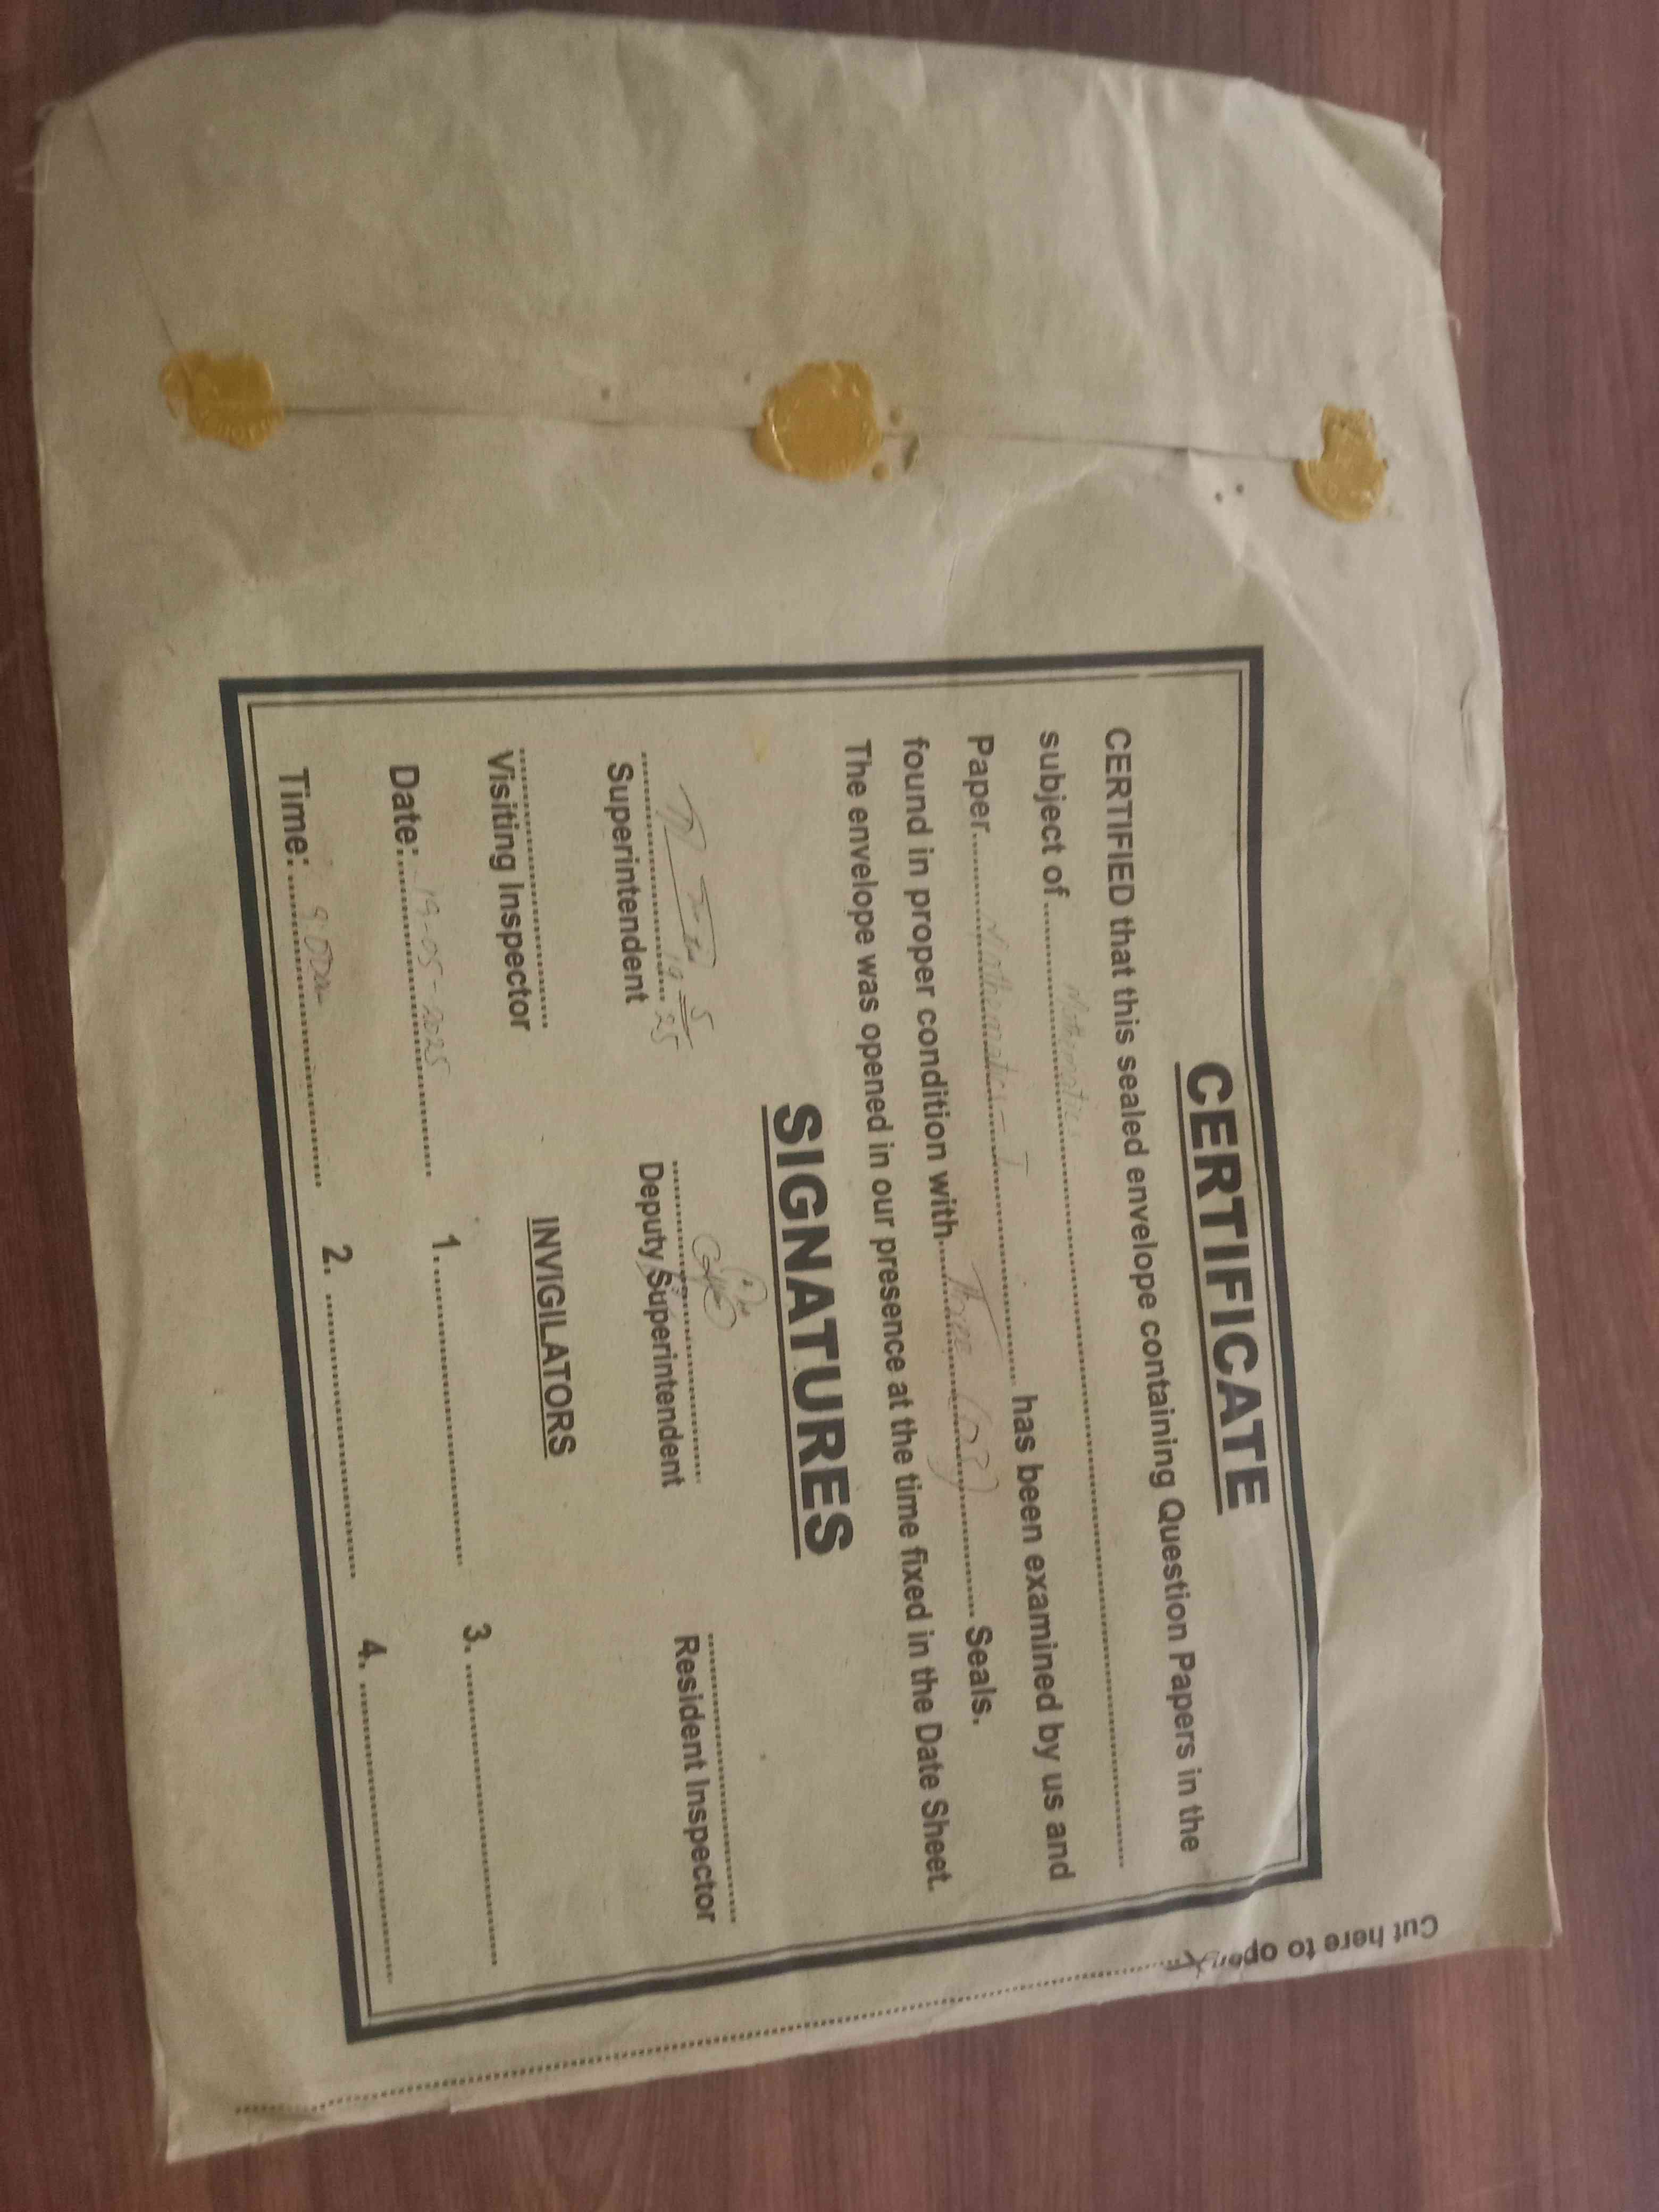 CERTIFICATE
CERTIFIED that this sealed envelope containing Question Papers in the
subject of Mathematics
Paper Mathematics-I has been examined by us and
found in proper condition with Three (03) Seals.
The envelope was opened in our presence at the time fixed in the Date Sheet.
SIGNATURES
19 5 25
Superintendent Deputy Superintendent Resident Inspector
Visiting Inspector INVIGILATORS
Date: 19-05-2025 1. 3.
Time: 2. 4.
Cut here to open